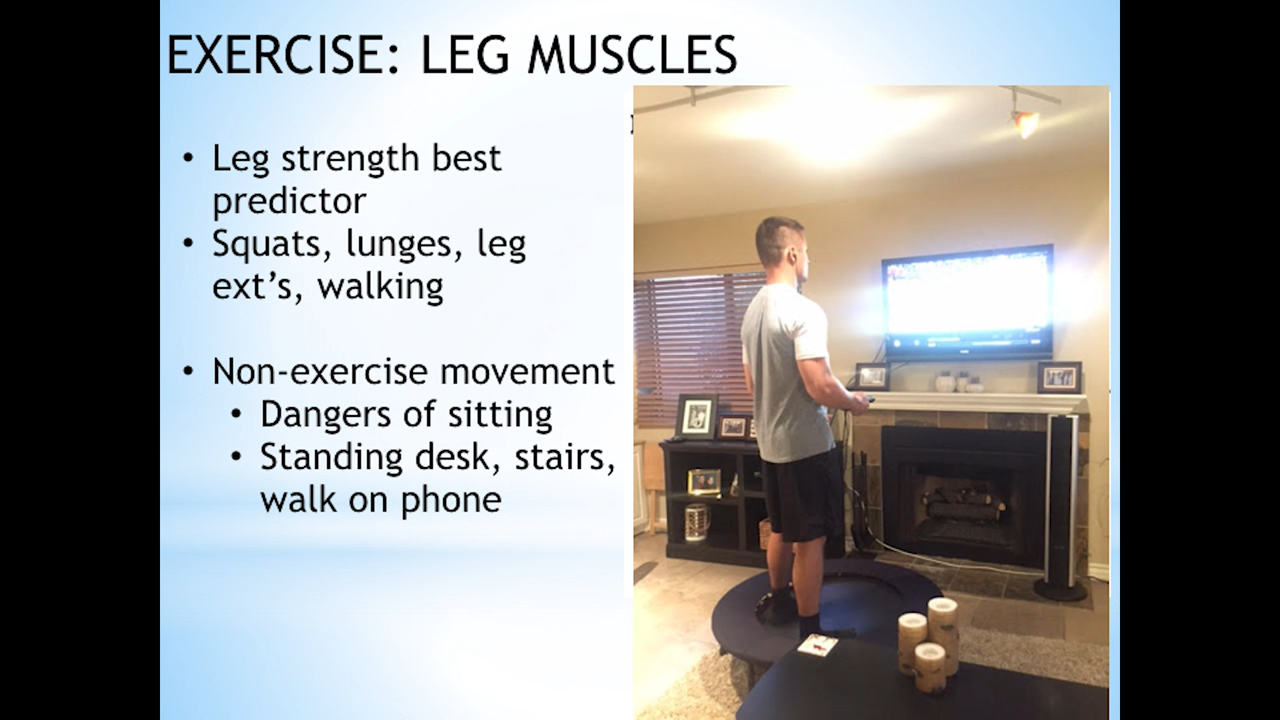 EXERCISE: LEG MUSCLES
• Leg strength best
predictor
• Squats, lunges, leg
ext’s, walking
• Non-exercise movement
• Dangers of sitting
• Standing desk, stairs,
walk on phone